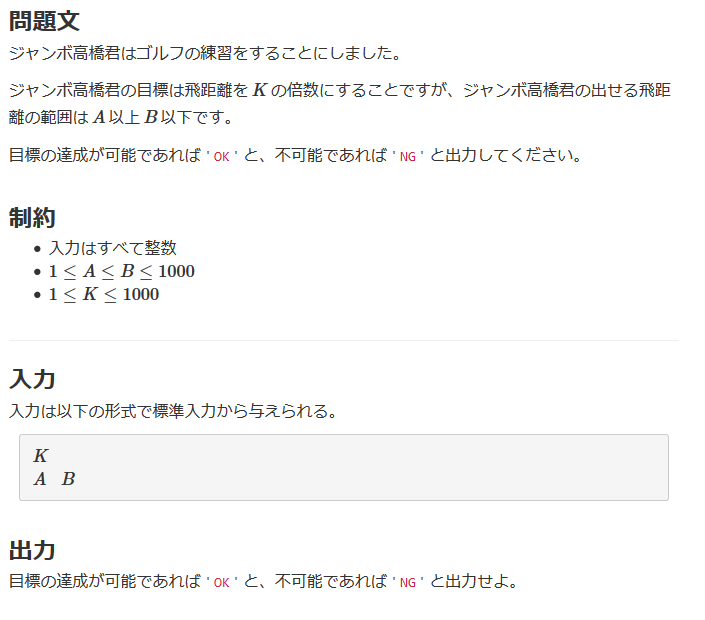 問題文
ジャンボ高橋君はゴルフの練習をすることにしました。
ジャンボ高橋君の目標は飛距離を K の倍数にすることですが、ジャンボ高橋君の出せる飛距
離の範囲は A 以上 B 以下です。
目標の達成が可能であれば ' OK ' と、不可能であれば ' NG ' と出力してください。
制約
• 入力はすべて整数
• 1 ≤ A ≤ B ≤ 1000
• 1 ≤ K ≤ 1000
入力
入力は以下の形式で標準入力から与えられる。
K
A B
出力
目標の達成が可能であれば ' OK ' と、不可能であれば ' NG ' と出力せよ。